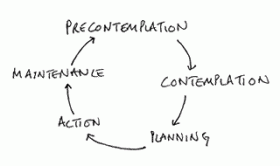 PRECONTEMPLATION
CONTEMPLATION
PLANNING
ACTION
MAINTENANCE